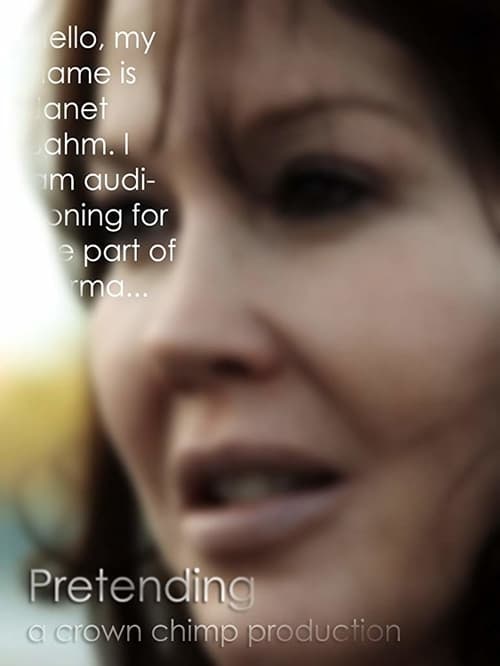 ello, my
ame is
anet
ahm. I
am audi-
oning for
e part of
rma...
Pretending
a crown chimp production